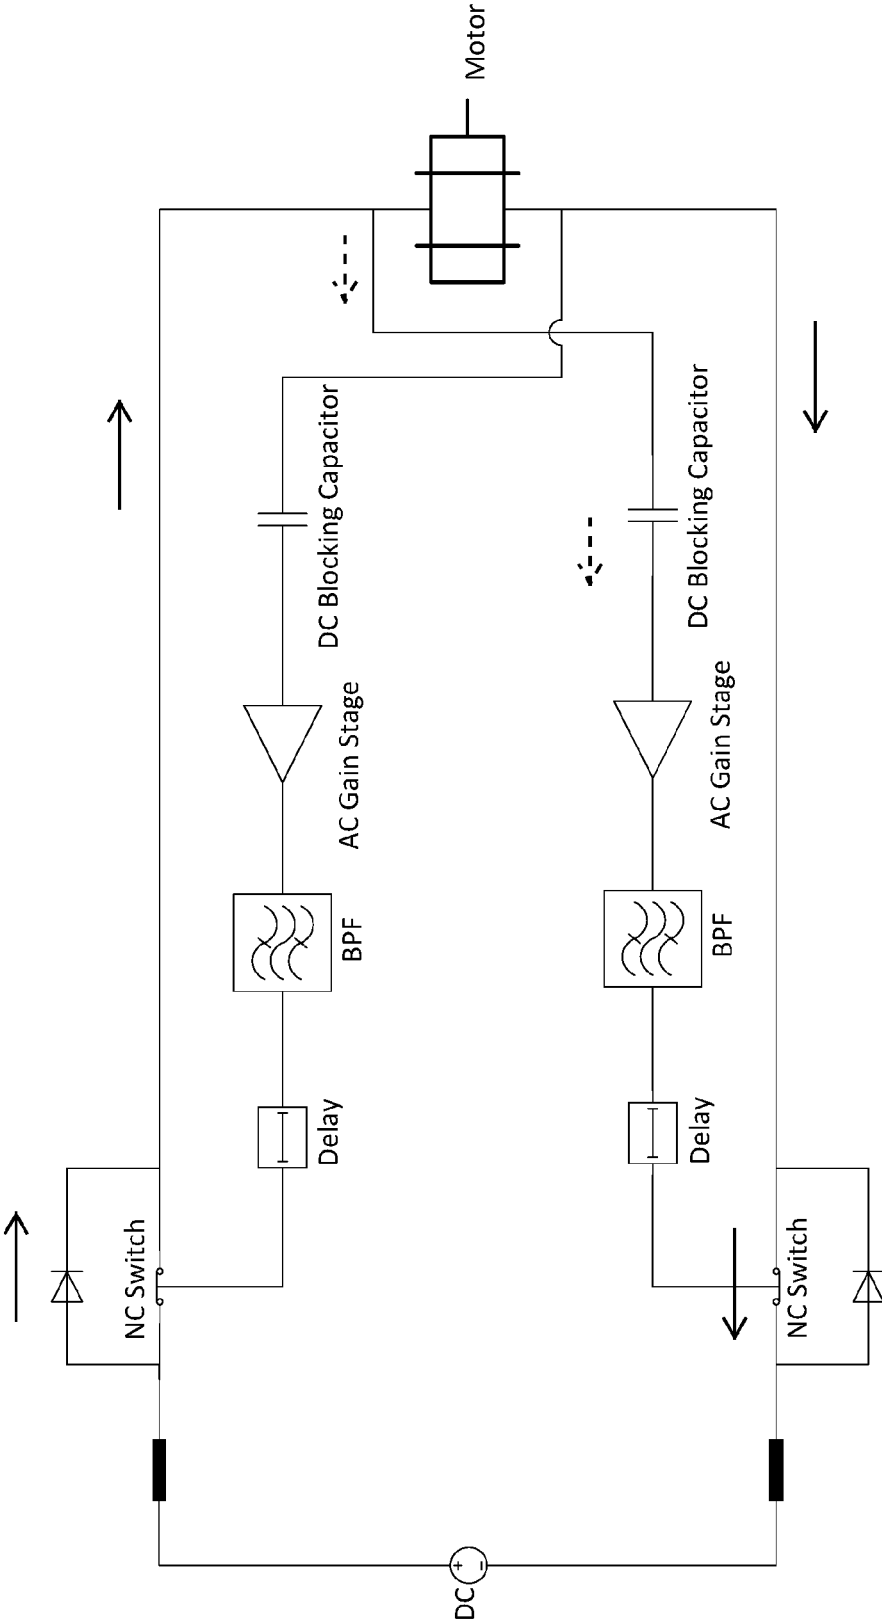 Motor
DC Blocking Capacitor
DC Blocking Capacitor
AC Gain Stage
AC Gain Stage
BPF
BPF
Delay
Delay
NC Switch
NC Switch
DC
+
−